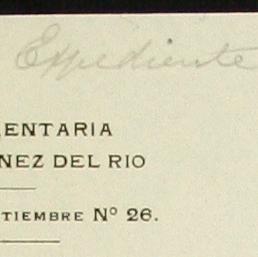 Expediente
ENTARIA
NEZ DEL RIO
TIEMBRE Nº 26.